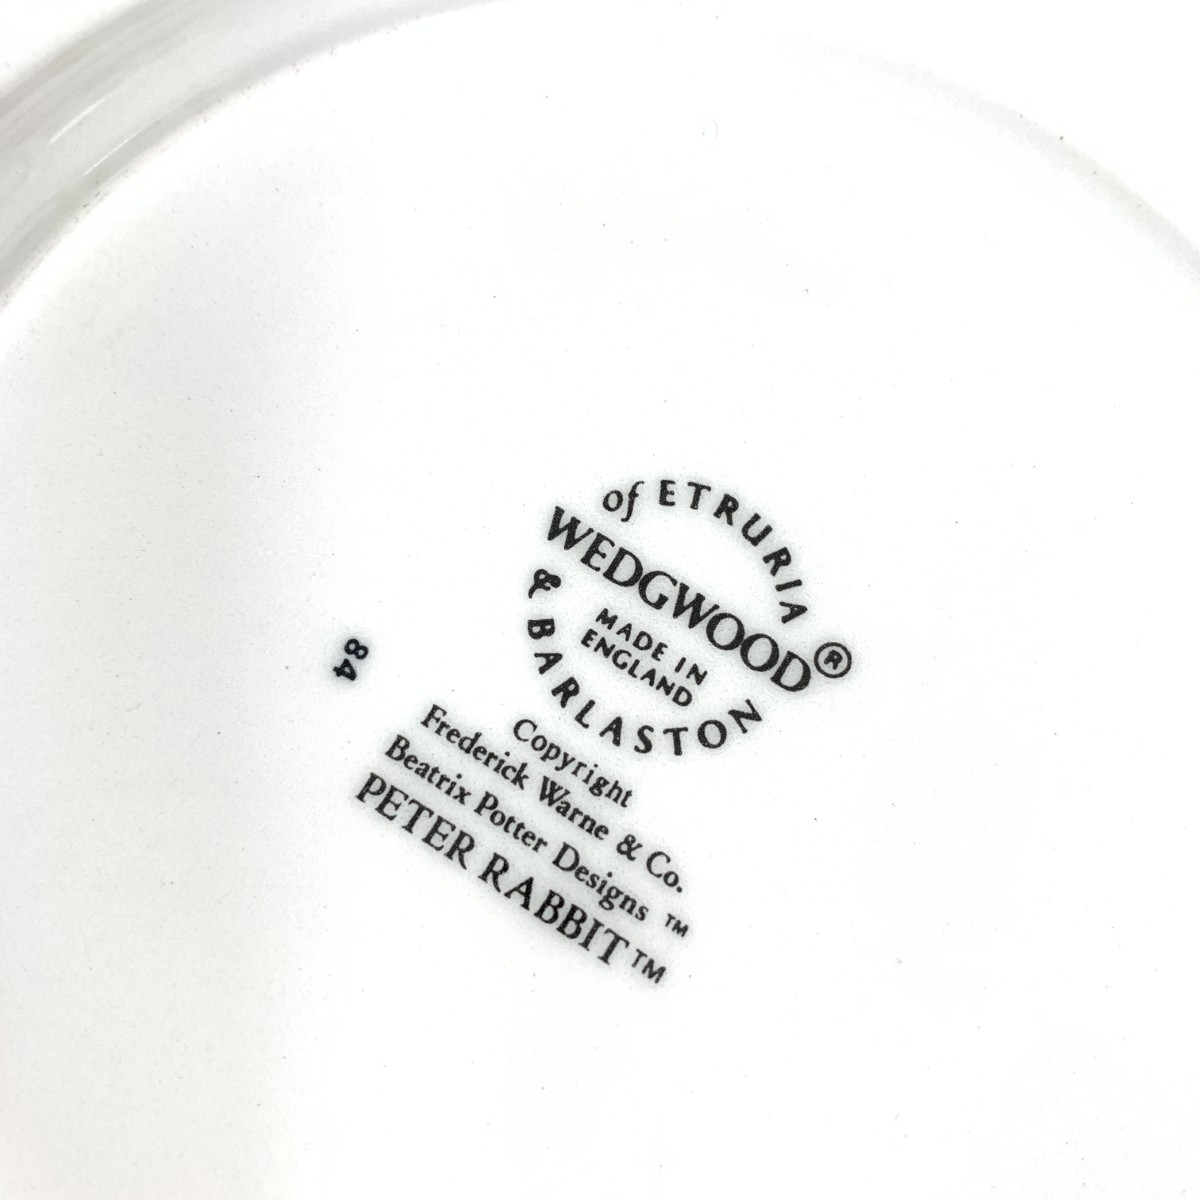 of ETRURIA
WEDGWOOD®
MADE IN
ENGLAND
& BARLASTON
Copyright
Frederick Warne & Co.
Beatrix Potter Designs ™
PETER RABBIT™
84